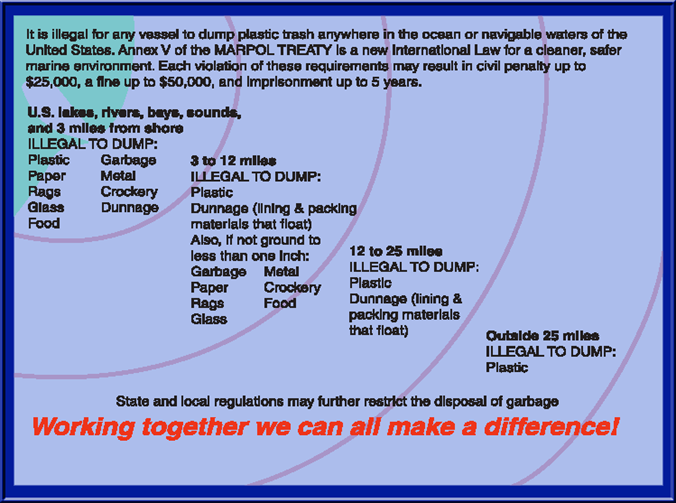 It is illegal for any vessel to dump plastic trash anywhere in the ocean or navigable waters of the
United States. Annex V of the MARPOL TREATY is a new International Law for a cleaner, safer
marine environment. Each violation of these requirements may result in civil penalty up to
$25,000, a fine up to $50,000, and imprisonment up to 5 years.
U.S. lakes, rivers, bays, sounds,
and 3 miles from shore
ILLEGAL TO DUMP:
Plastic Garbage
Paper Metal
Rags Crockery
Glass Dunnage
Food
3 to 12 miles
ILLEGAL TO DUMP:
Plastic
Dunnage (lining & packing
materials that float)
Also, if not ground to
less than one inch:
Garbage Metal
Paper Crockery
Rags Food
Glass
12 to 25 miles
ILLEGAL TO DUMP:
Plastic
Dunnage (lining &
packing materials
that float)
Outside 25 miles
ILLEGAL TO DUMP:
Plastic
State and local regulations may further restrict the disposal of garbage
Working together we can all make a difference!